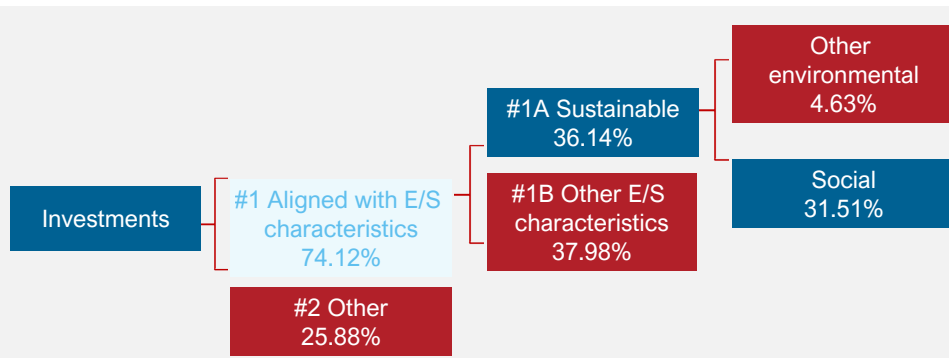 Investments
#1 Aligned with E/S
characteristics
74.12%
#2 Other
25.88%
#1A Sustainable
36.14%
#1B Other E/S
characteristics
37.98%
Other
environmental
4.63%
Social
31.51%